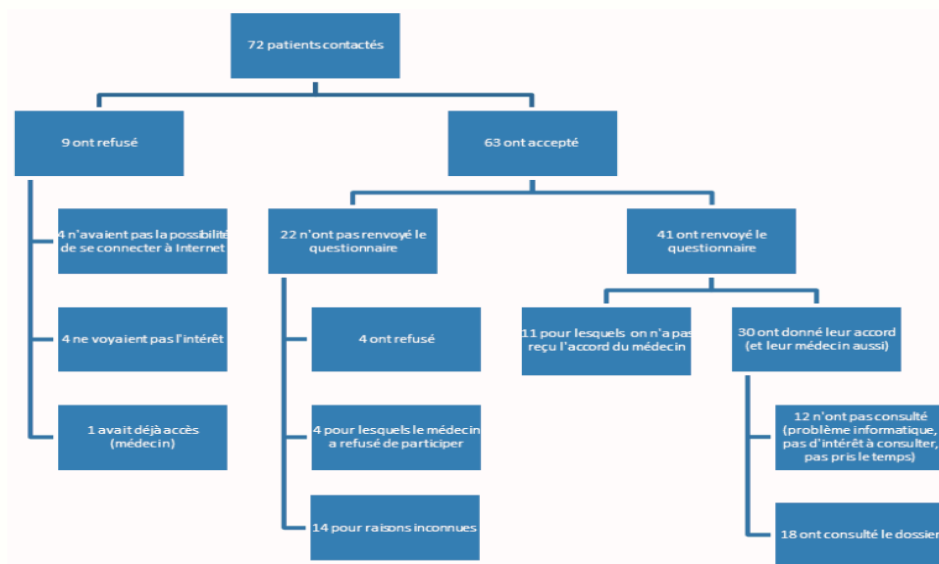 72 patients contactés
9 ont refusé
63 ont accepté
4 n'avaient pas la possibilité
de se connecter à Internet
22 n'ont pas renvoyé le
questionnaire
41 ont renvoyé le
questionnaire
4 ne voyaient pas l'intérêt
4 ont refusé
11 pour lesquels on n'a pas
reçu l'accord du médecin
30 ont donné leur accord
(et leur médecin aussi)
1 avait déjà accès
(médecin)
4 pour lesquels le médecin
a refusé de participer
12 n'ont pas consulté
(problème informatique,
pas d'intérêt à consulter,
pas pris le temps)
14 pour raisons inconnues
18 ont consulté le dossier